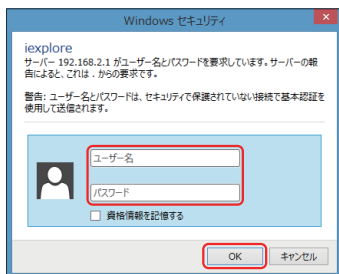 Windows セキュリティ
iexplore
サーバー 192.168.2.1 がユーザー名とパスワードを要求しています。サーバーの報
告によると、これは . からの要求です。
警告: ユーザー名とパスワードは、セキュリティで保護されていない接続で基本認証を
使用して送信されます。
ユーザー名
パスワード
資格情報を記憶する
OK
キャンセル